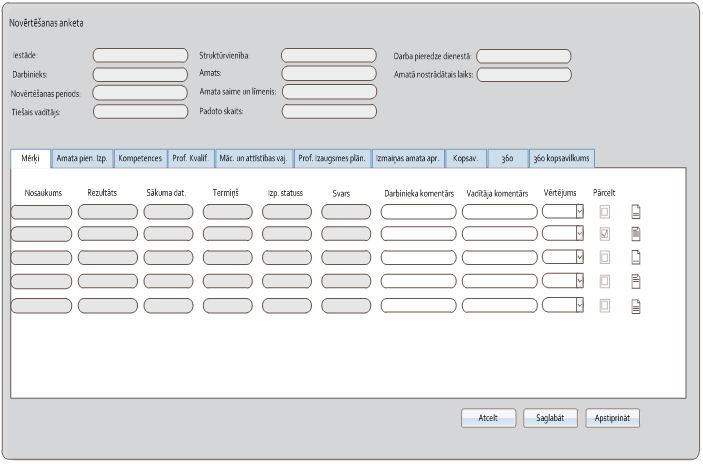 Novērtēšanas anketa
Iestāde:
Struktūrvienība:
Darba pieredze dienestā:
Darbinieks:
Amats:
Amatā nostrādātais laiks:
Novērtēšanas periods:
Amata saime un līmenis:
Tiešais vadītājs:
Padoto skaits:
Mērķi Amata pien. Izp. Kompetences Prof. Kvalif. Māc. un attīstības vaj. Prof. Izaugsmes plān. Izmaiņas amata apr. Kopsav. 360 360 kopsavilkums
Nosaukums Rezultāts Sākuma dat. Termiņš Izp. statuss Svars Darbinieka komentārs Vadītāja komentārs Vērtējums Pārcelt
Atcelt Saglabāt Apstiprināt